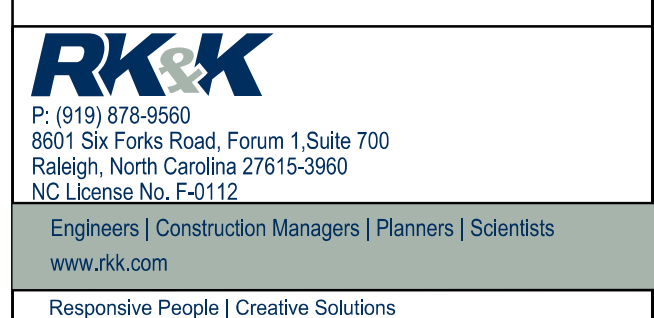 RK&K
P: (919) 878-9560
8601 Six Forks Road, Forum 1,Suite 700
Raleigh, North Carolina 27615-3960
NC License No. F-0112
Engineers | Construction Managers | Planners | Scientists
www.rkk.com
Responsive People | Creative Solutions